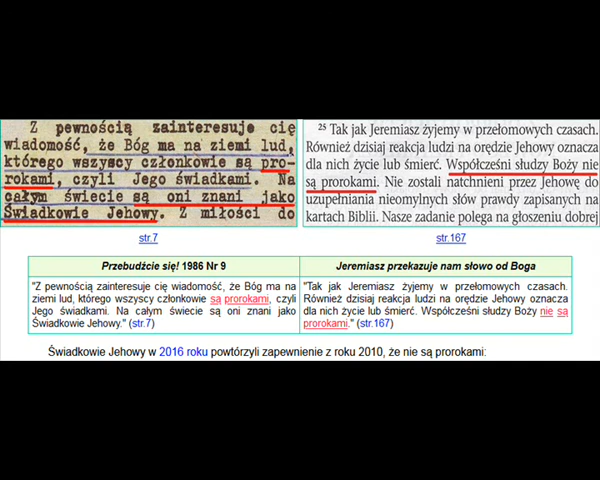 Z pewnością zainteresuje cię
wiadomość, że Bóg ma na ziemi lud,
którego wszyscy członkowie są pro-
rokami, czyli Jego świadkami. Na
całym świecie są oni znani jako
Świadkowie Jehowy. Z miłości do
str.7
25 Tak jak Jeremiasz żyjemy w przełomowych czasach.
Również dzisiaj reakcja ludzi na orędzie Jehowy oznacza
dla nich życie lub śmierć. Współcześni słudzy Boży nie
są prorokami. Nie zostali natchnieni przez Jehowę do
uzupełniania nieomylnych słów prawdy zapisanych na
kartach Biblii. Nasze zadanie polega na głoszeniu dobrej
str.167
Przebudźcie się! 1986 Nr 9
"Z pewnością zainteresuje cię wiadomość, że Bóg ma na
ziemi lud, którego wszyscy członkowie są prorokami, czyli
Jego świadkami. Na całym świecie są oni znani jako
Świadkowie Jehowy." (str.7)
Jeremiasz przekazuje nam słowo od Boga
"Tak jak Jeremiasz żyjemy w przełomowych czasach.
Również dzisiaj reakcja ludzi na orędzie Jehowy oznacza
dla nich życie lub śmierć. Współcześni słudzy Boży nie są
prorokami." (str.167)
Świadkowie Jehowy w 2016 roku powtórzyli zapewnienie z roku 2010, że nie są prorokami: